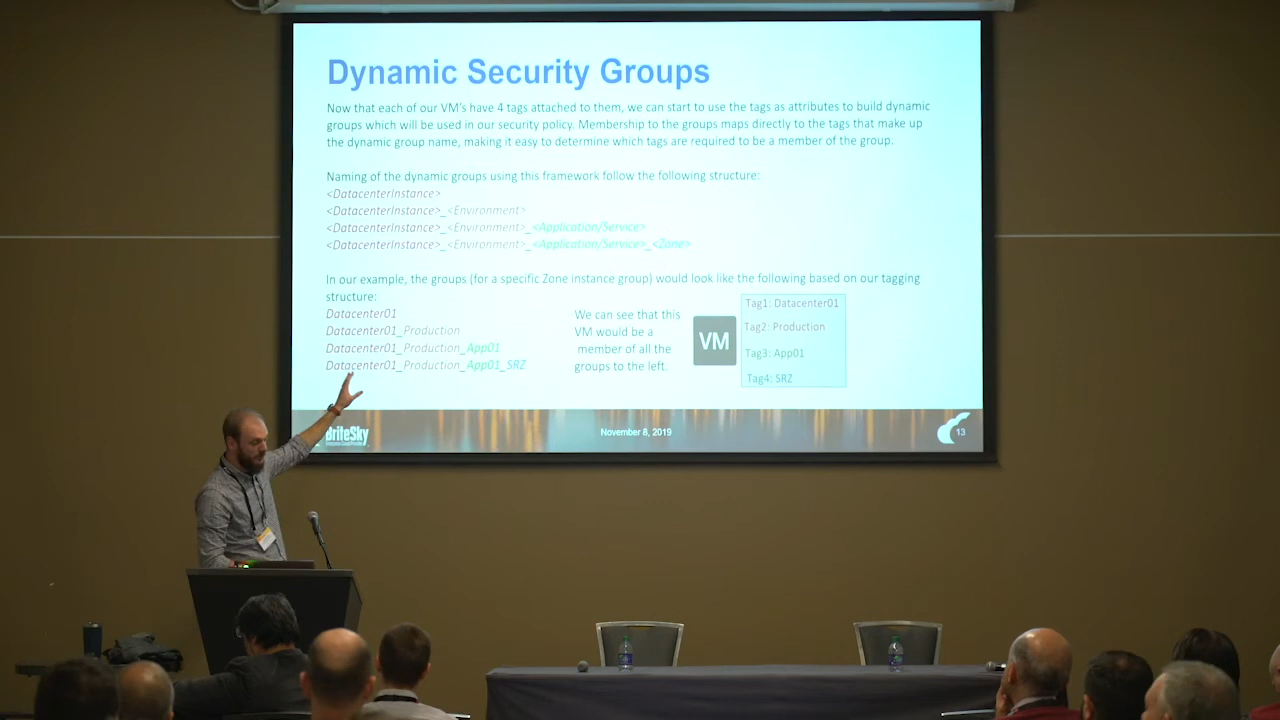 Dynamic Security Groups
Now that each of our VM's have 4 tags attached to them, we can start to use the tags as attributes to build dynamic
groups which will be used in our security policy. Membership to the groups maps directly to the tags that make up
the dynamic group name, making it easy to determine which tags are required to be a member of the group.
Naming of the dynamic groups using this framework follow the following structure:
<DatacenterInstance>
<DatacenterInstance>_<Environment>
<DatacenterInstance>_<Environment>_<Application/Service>
<DatacenterInstance>_<Environment>_<Application/Service>_<Zone>
In our example, the groups (for a specific Zone instance group) would look like the following based on our tagging
structure:
Datacenter01
Datacenter01_Production
Datacenter01_Production_App01
Datacenter01_Production_App01_SRZ
We can see that this
VM would be a
member of all the
groups to the left.
VM
Tag1: Datacenter01
Tag2: Production
Tag3: App01
Tag4: SRZ
BriteSky
November 8, 2019
13